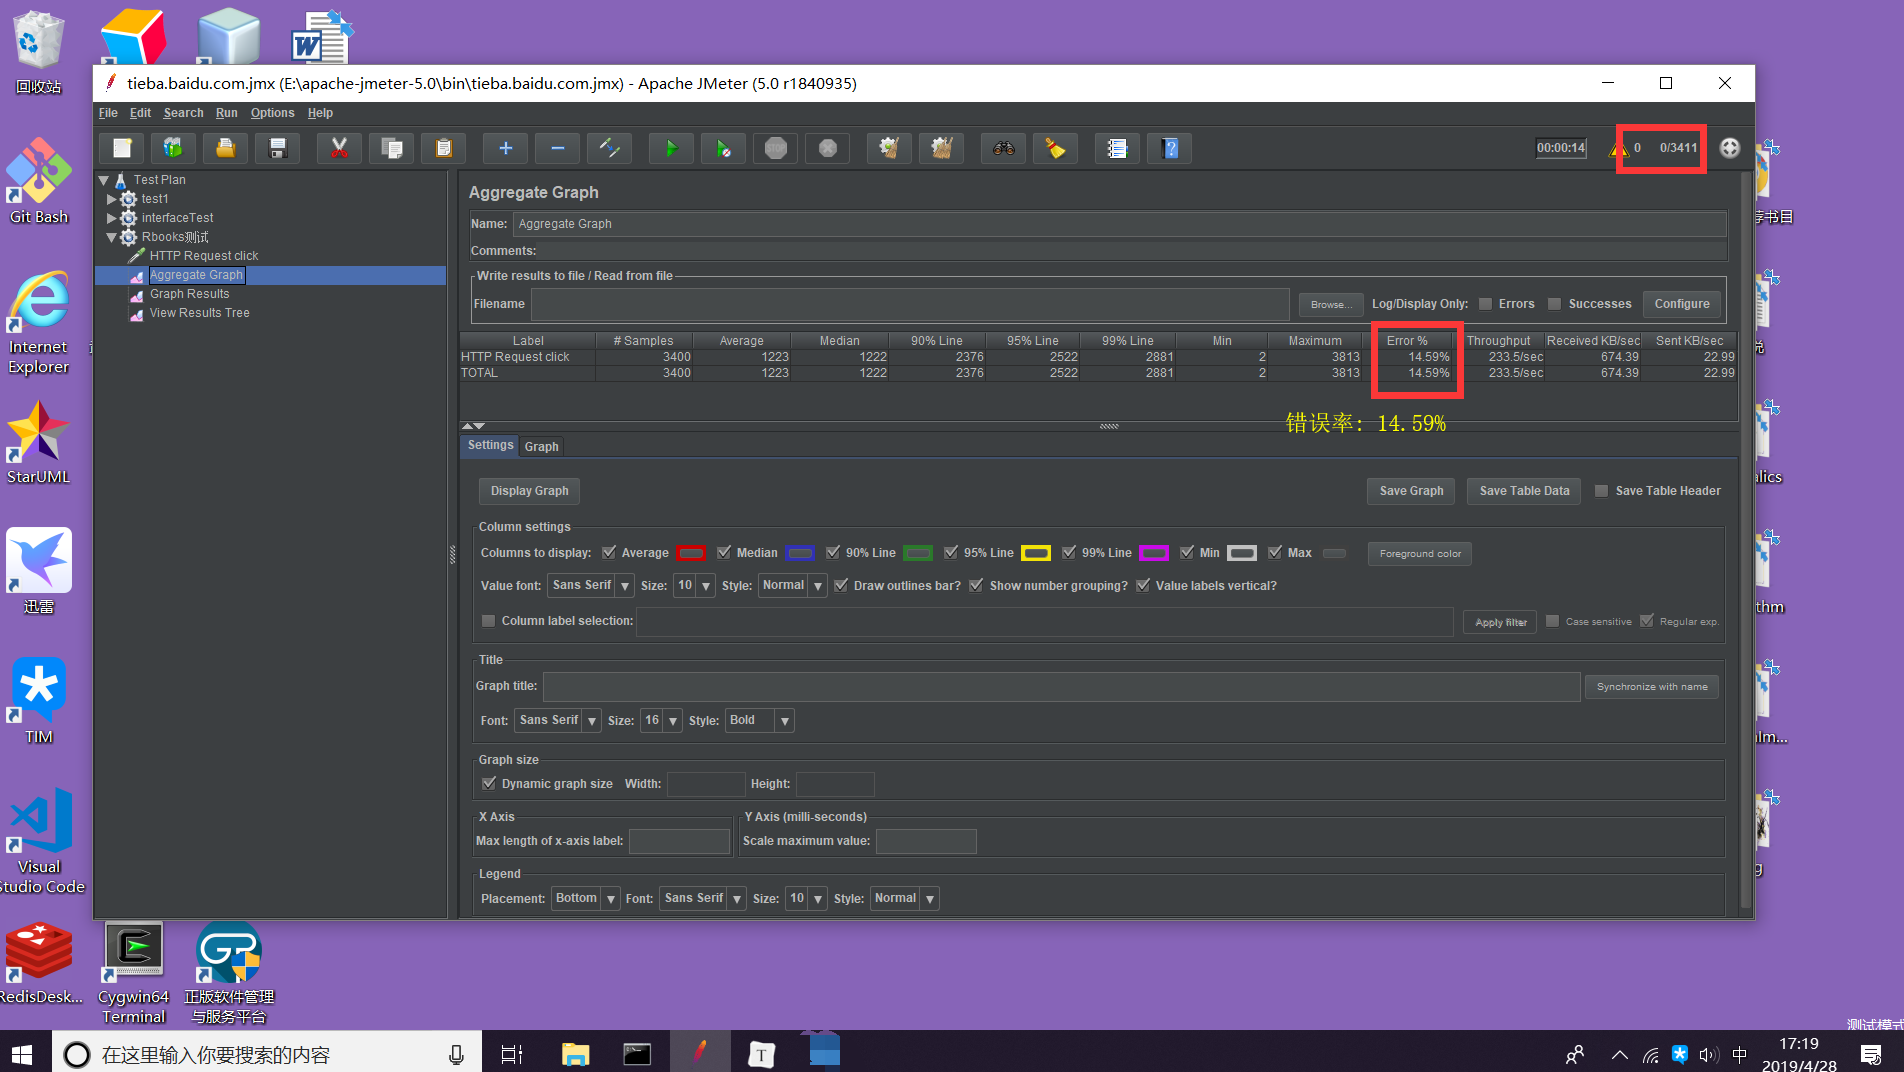 回收站
tieba.baidu.com.jmx (E:\apache-jmeter-5.0\bin\tieba.baidu.com.jmx) - Apache JMeter (5.0 r1840935)
File Edit Search Run Options Help
STOP
00:00:14
0
0/3411
Test Plan
test1
interfaceTest
Rbooks测试
HTTP Request click
Aggregate Graph
Graph Results
View Results Tree
Aggregate Graph
Name: Aggregate Graph
Comments:
Write results to file / Read from file
Filename Browse... Log/Display Only: Errors Successes Configure
Label # Samples Average Median 90% Line 95% Line 99% Line Min Maximum Error % Throughput Received KB/sec Sent KB/sec
HTTP Request click 3400 1223 1222 2376 2522 2881 2 3813 14.59% 233.5/sec 674.39 22.99
TOTAL 3400 1223 1222 2376 2522 2881 2 3813 14.59% 233.5/sec 674.39 22.99
错误率: 14.59%
Settings Graph
Display Graph Save Graph Save Table Data Save Table Header
Column settings
Columns to display: Average Median 90% Line 95% Line 99% Line Min Max Foreground color
Value font: Sans Serif Size: 10 Style: Normal Draw outlines bar? Show number grouping? Value labels vertical?
Column label selection: Apply filter Case sensitive Regular exp.
Title
Graph title: Synchronize with name
Font: Sans Serif Size: 16 Style: Bold
Graph size
Dynamic graph size Width: Height:
X Axis
Max length of x-axis label:
Y Axis (milli-seconds)
Scale maximum value:
Legend
Placement: Bottom Font: Sans Serif Size: 10 Style: Normal
Git Bash
Internet
Explorer
StarUML
迅雷
TIM
Visual
Studio Code
RedisDesk...
Cygwin64
Terminal
正版软件管理
与服务平台
书目
alics
thm
alm...
g
测试模式
在这里输入你要搜索的内容
T
中
17:19
2019/4/28